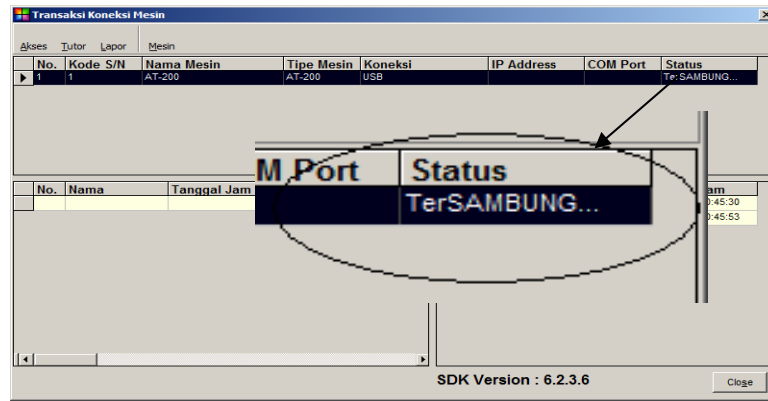 Transaksi Koneksi Mesin
Akses Tutor Lapor Mesin
No. Kode S/N Nama Mesin Tipe Mesin Koneksi IP Address COM Port Status
1 1 AT-200 AT-200 USB TerSAMBUNG...
M Port Status
TerSAMBUNG...
No. Nama Tanggal Jam am
0:45:30
0:45:53
SDK Version : 6.2.3.6
Close